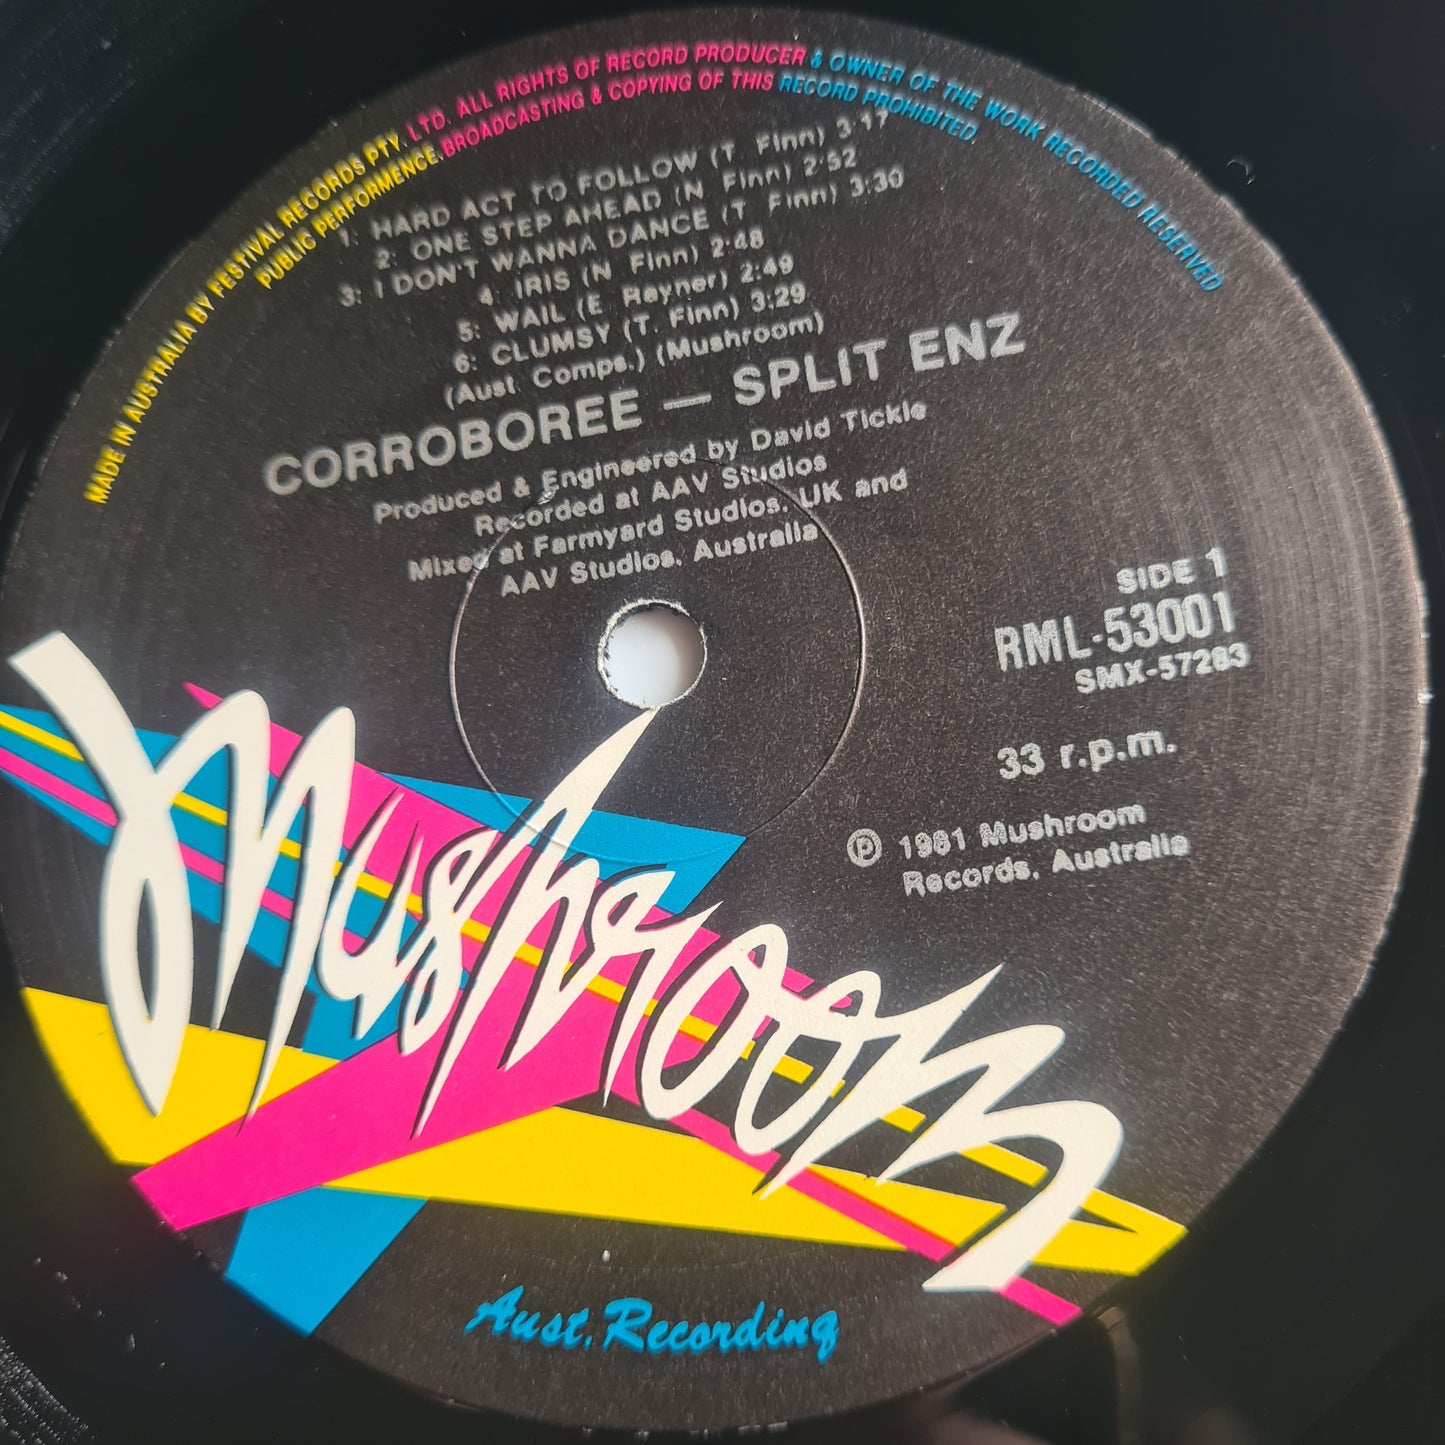 MADE IN AUSTRALIA BY FESTIVAL RECORDS PTY. LTD. ALL RIGHTS OF RECORD PRODUCER & OWNER OF THE WORK RECORDED RESERVED
PUBLIC PERFORMENCE, BROADCASTING & COPYING OF THIS RECORD PROHIBITED.
1: HARD ACT TO FOLLOW (T. Finn) 3:17
2: ONE STEP AHEAD (N Finn) 2:52
3: I DON'T WANNA DANCE (T. Finn) 3:30
4: IRIS (N. Finn) 2:48
5: WAIL (E. Rayner) 2:49
6: CLUMSY (T. Finn) 3:29
(Aust. Comps.) (Mushroom)
CORROBOREE — SPLIT ENZ
Produced & Engineered by David Tickle
Recorded at AAV Studios
Mixed at Farmyard Studios, UK and
AAV Studios, Australia
SIDE 1
RML-53001
SMX-57283
33 r.p.m.
℗ 1981 Mushroom
Records, Australia
Mushroom
Aust. Recording